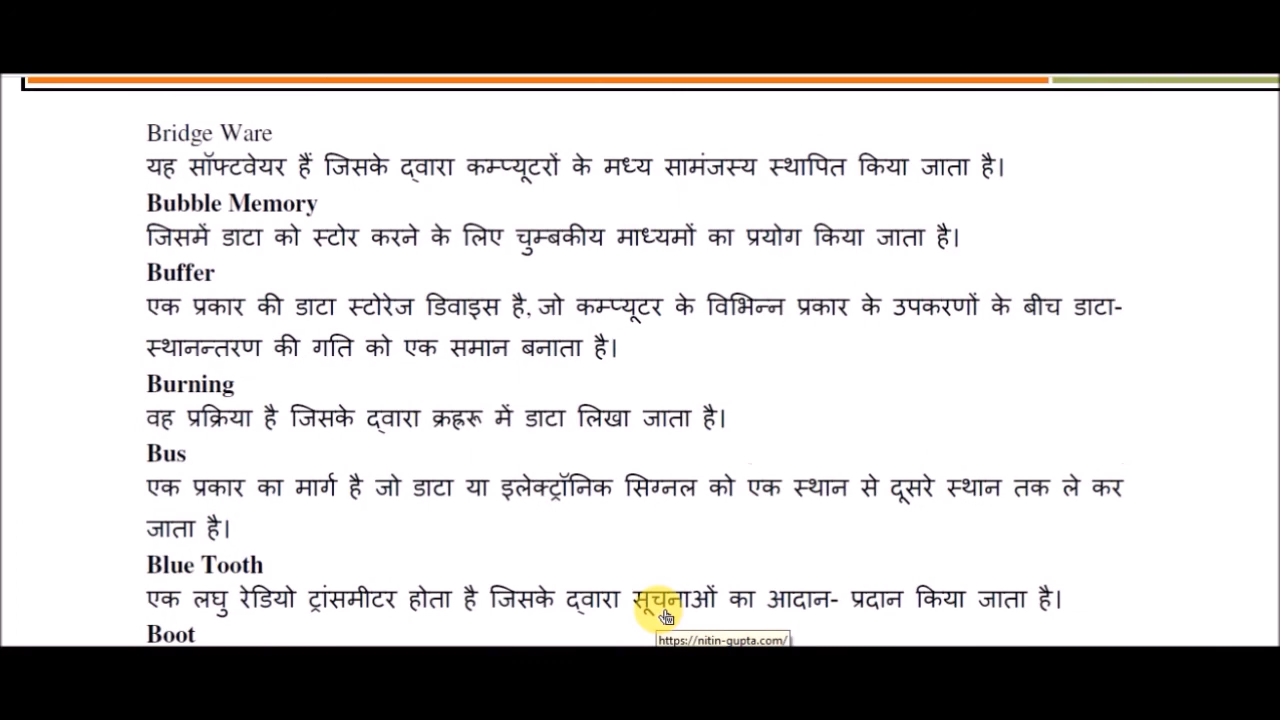 Bridge Ware
यह सॉफ्टवेयर हैं जिसके द्वारा कम्प्यूटरों के मध्य सामंजस्य स्थापित किया जाता है।
Bubble Memory
जिसमें डाटा को स्टोर करने के लिए चुम्बकीय माध्यमों का प्रयोग किया जाता है।
Buffer
एक प्रकार की डाटा स्टोरेज डिवाइस है, जो कम्प्यूटर के विभिन्न प्रकार के उपकरणों के बीच डाटा-
स्थानन्तरण की गति को एक समान बनाता है।
Burning
वह प्रक्रिया है जिसके द्वारा क्रह्ररू में डाटा लिखा जाता है।
Bus
एक प्रकार का मार्ग है जो डाटा या इलेक्ट्रॉनिक सिग्नल को एक स्थान से दूसरे स्थान तक ले कर
जाता है।
Blue Tooth
एक लघु रेडियो ट्रांसमीटर होता है जिसके द्वारा सूचनाओं का आदान- प्रदान किया जाता है।
Boot
https://nitin-gupta.com/